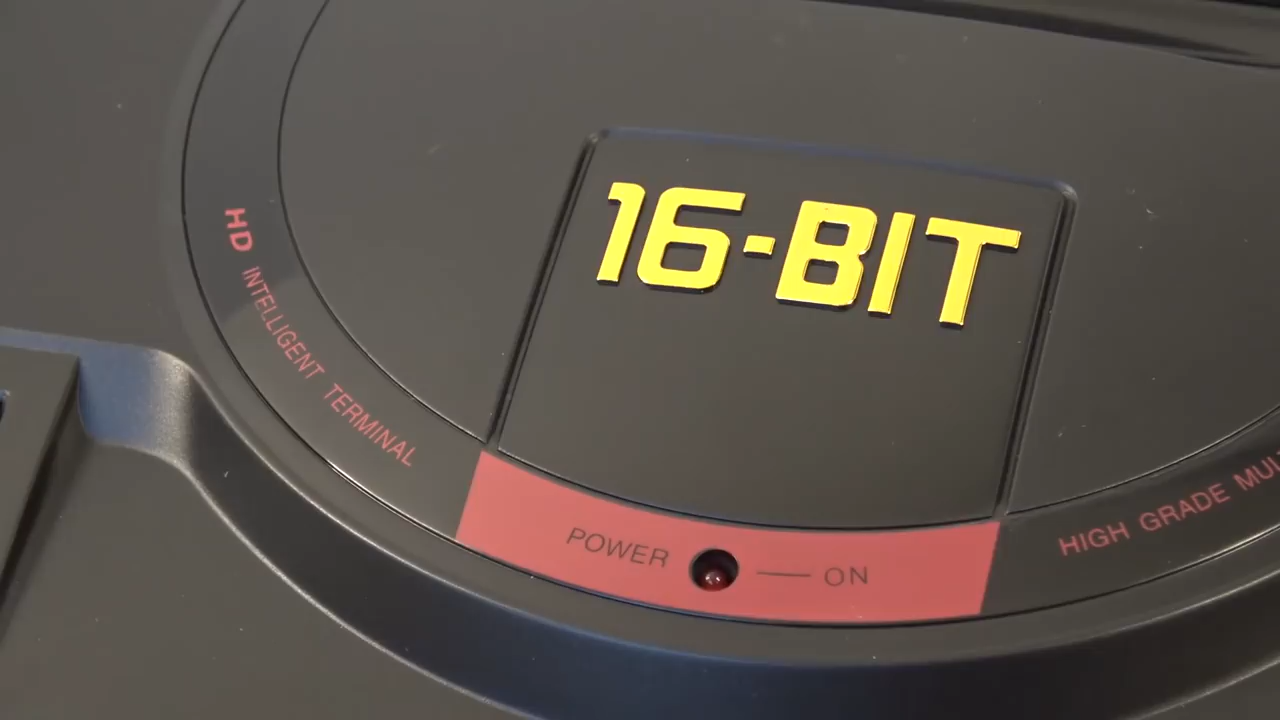 16-BIT
HD INTELLIGENT TERMINAL
POWER — ON
HIGH GRADE